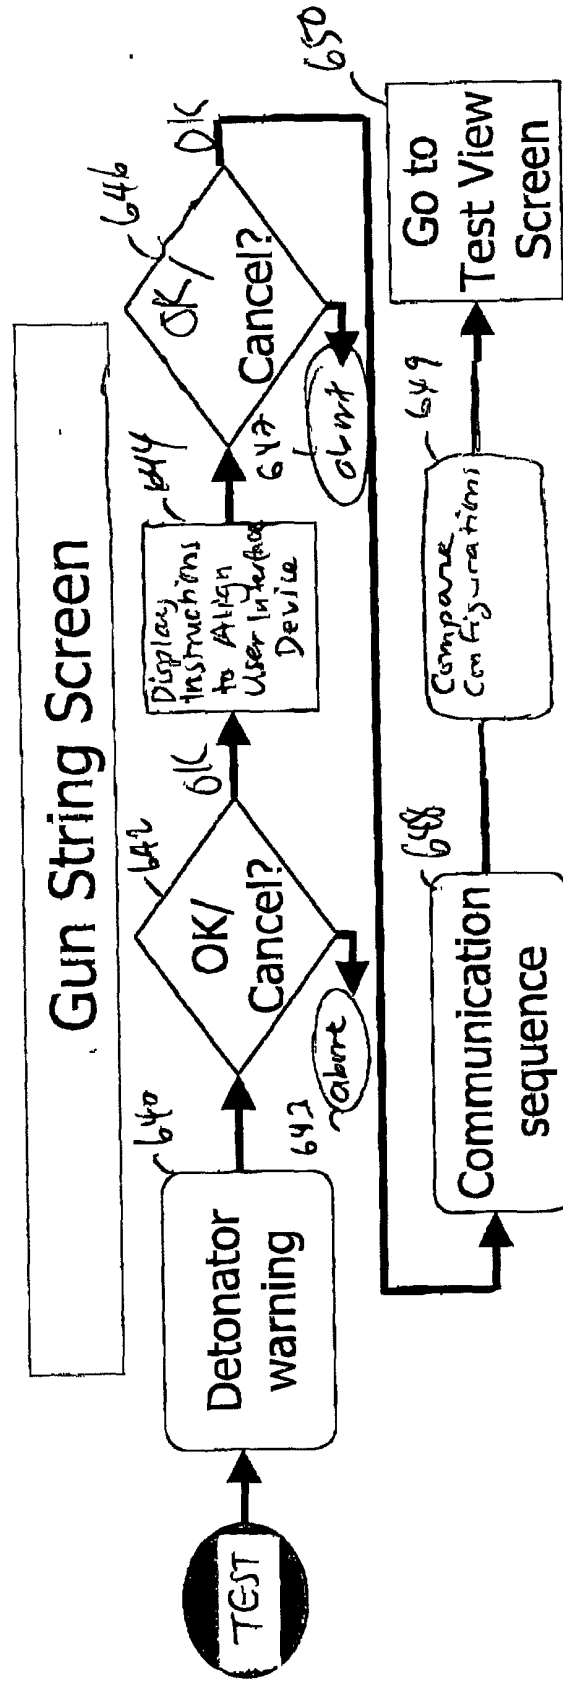 Gun String Screen
TEST
640
Detonator
warning
642
OK/
Cancel?
643
abort
OK
644
Display
Instructions
to Align
User Interface
Device
646
OK/
Cancel?
647
abort
OK
648
Communication
sequence
649
Compare
Configurations
650
Go to
Test View
Screen